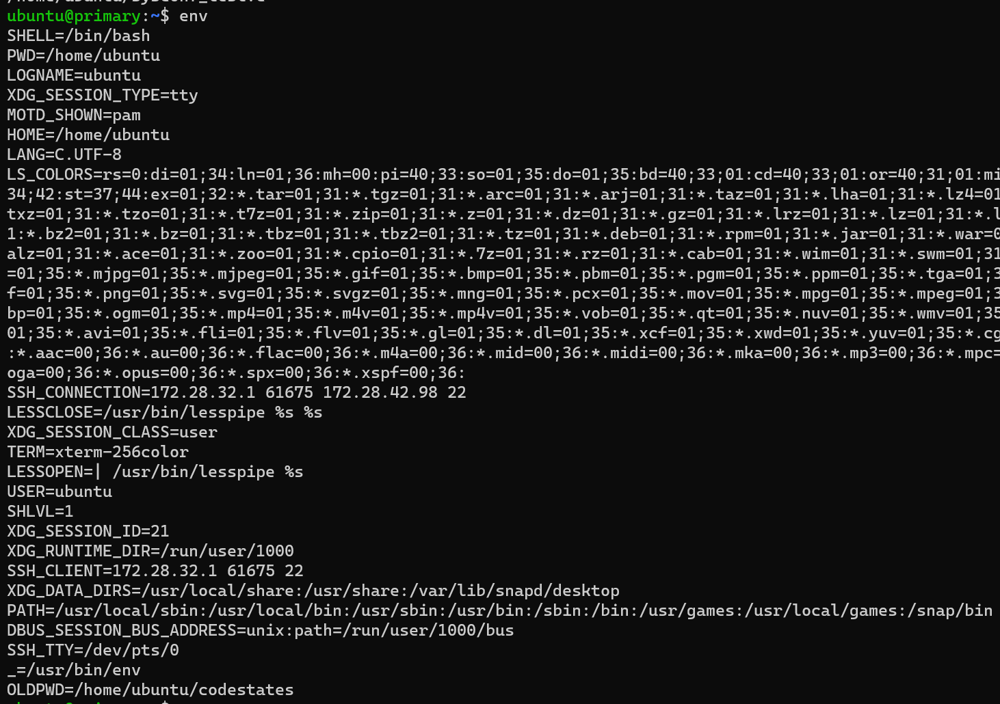 ubuntu@primary:~$ env
SHELL=/bin/bash
PWD=/home/ubuntu
LOGNAME=ubuntu
XDG_SESSION_TYPE=tty
MOTD_SHOWN=pam
HOME=/home/ubuntu
LANG=C.UTF-8
LS_COLORS=rs=0:di=01;34:ln=01;36:mh=00:pi=40;33:so=01;35:do=01;35:bd=40;33;01:cd=40;33;01:or=40;31;01:mi
34;42:st=37;44:ex=01;32:*.tar=01;31:*.tgz=01;31:*.arc=01;31:*.arj=01;31:*.taz=01;31:*.lha=01;31:*.lz4=01
txz=01;31:*.tzo=01;31:*.t7z=01;31:*.zip=01;31:*.z=01;31:*.dz=01;31:*.gz=01;31:*.lrz=01;31:*.lz=01;31:*.l
1:*.bz2=01;31:*.bz=01;31:*.tbz=01;31:*.tbz2=01;31:*.tz=01;31:*.deb=01;31:*.rpm=01;31:*.jar=01;31:*.war=0
alz=01;31:*.ace=01;31:*.zoo=01;31:*.cpio=01;31:*.7z=01;31:*.rz=01;31:*.cab=01;31:*.wim=01;31:*.swm=01;31
=01;35:*.mjpg=01;35:*.mjpeg=01;35:*.gif=01;35:*.bmp=01;35:*.pbm=01;35:*.pgm=01;35:*.ppm=01;35:*.tga=01;3
f=01;35:*.png=01;35:*.svg=01;35:*.svgz=01;35:*.mng=01;35:*.pcx=01;35:*.mov=01;35:*.mpg=01;35:*.mpeg=01;3
bp=01;35:*.ogm=01;35:*.mp4=01;35:*.m4v=01;35:*.mp4v=01;35:*.vob=01;35:*.qt=01;35:*.nuv=01;35:*.wmv=01;35
01;35:*.avi=01;35:*.fli=01;35:*.flv=01;35:*.gl=01;35:*.dl=01;35:*.xcf=01;35:*.xwd=01;35:*.yuv=01;35:*.cg
:*.aac=00;36:*.au=00;36:*.flac=00;36:*.m4a=00;36:*.mid=00;36:*.midi=00;36:*.mka=00;36:*.mp3=00;36:*.mpc=
oga=00;36:*.opus=00;36:*.spx=00;36:*.xspf=00;36:
SSH_CONNECTION=172.28.32.1 61675 172.28.42.98 22
LESSCLOSE=/usr/bin/lesspipe %s %s
XDG_SESSION_CLASS=user
TERM=xterm-256color
LESSOPEN=| /usr/bin/lesspipe %s
USER=ubuntu
SHLVL=1
XDG_SESSION_ID=21
XDG_RUNTIME_DIR=/run/user/1000
SSH_CLIENT=172.28.32.1 61675 22
XDG_DATA_DIRS=/usr/local/share:/usr/share:/var/lib/snapd/desktop
PATH=/usr/local/sbin:/usr/local/bin:/usr/sbin:/usr/bin:/sbin:/bin:/usr/games:/usr/local/games:/snap/bin
DBUS_SESSION_BUS_ADDRESS=unix:path=/run/user/1000/bus
SSH_TTY=/dev/pts/0
_=/usr/bin/env
OLDPWD=/home/ubuntu/codestates